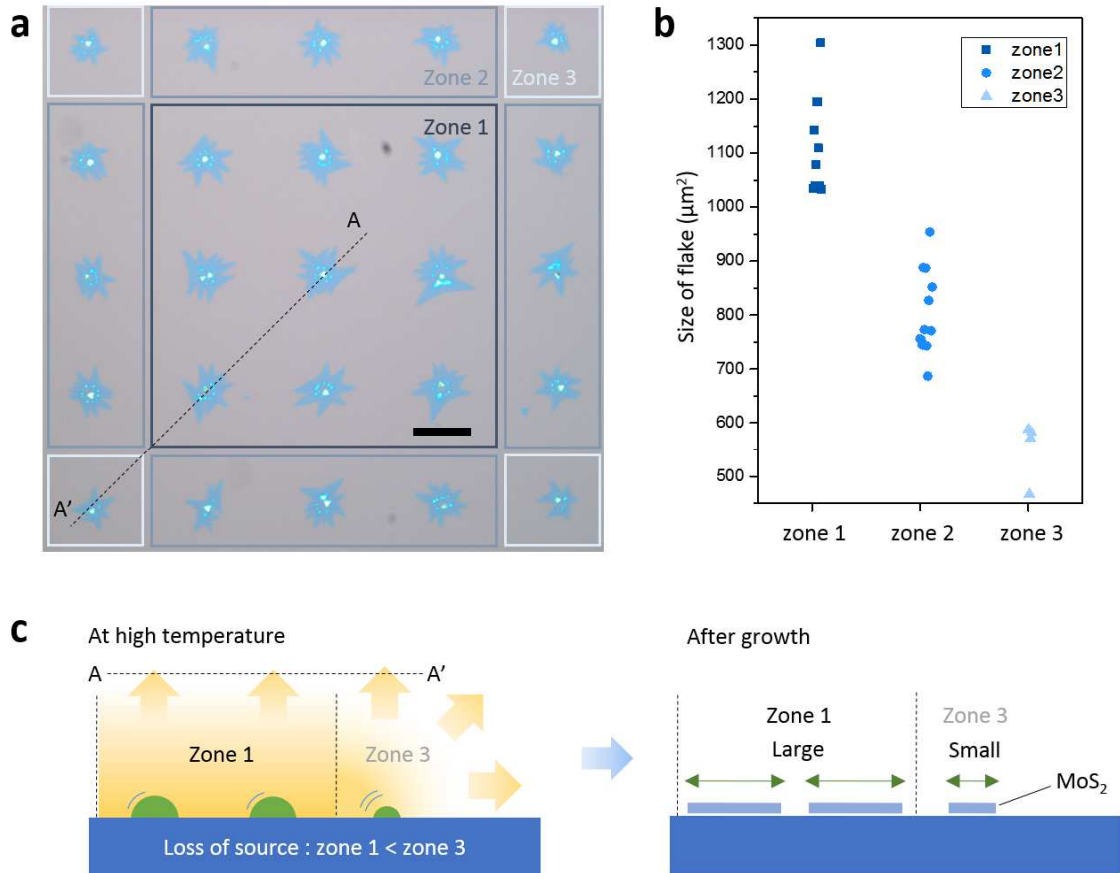 a
Zone 2
Zone 3
Zone 1
A
A'
b
Size of flake (µm²)
1300
1200
1100
1000
900
800
700
600
500
zone1
zone2
zone3
zone 1
zone 2
zone 3
c
At high temperature
A
A'
Zone 1
Zone 3
Loss of source : zone 1 < zone 3
After growth
Zone 1
Zone 3
Large
Small
MoS₂